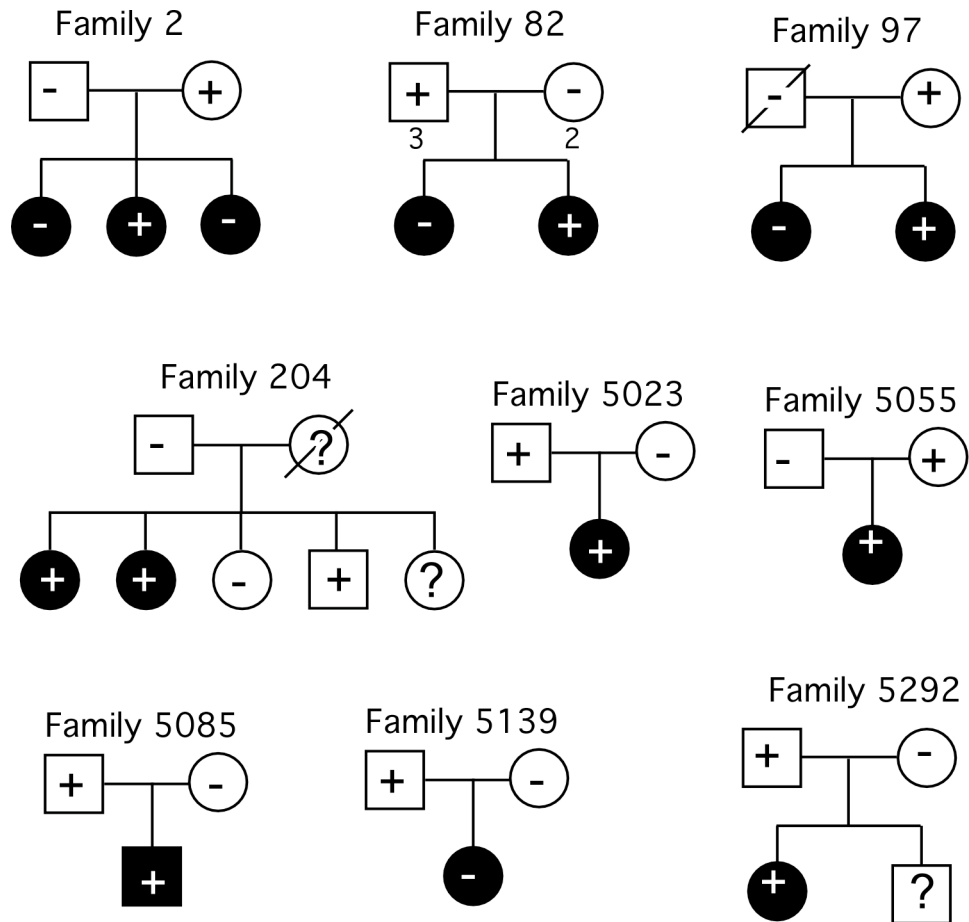 Family 2
Family 82
Family 97
- +
+ -
- +
3 2
- + -
- +
- +
Family 204
Family 5023
Family 5055
- ?
+ -
- +
+ + - + ?
+
+
Family 5085
Family 5139
Family 5292
+ -
+ -
+ -
+
-
+ ?